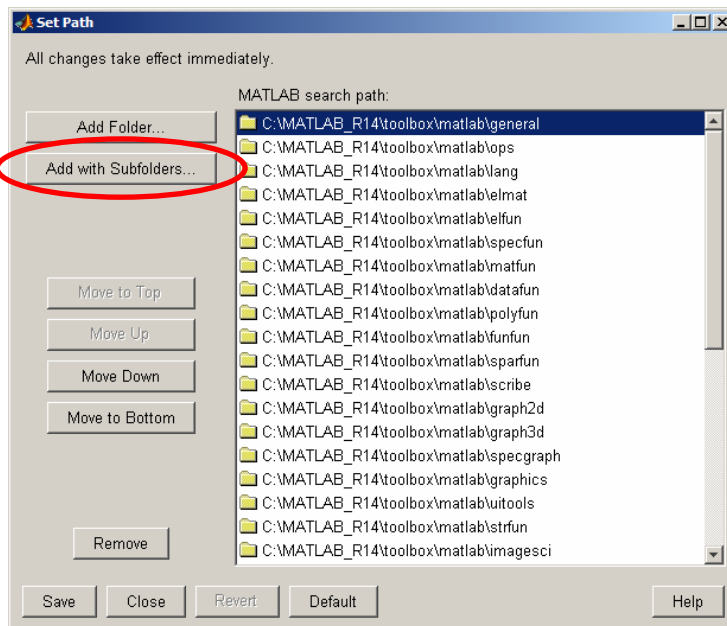 Set Path
All changes take effect immediately.
MATLAB search path:
Add Folder...
Add with Subfolders...
Move to Top
Move Up
Move Down
Move to Bottom
Remove
C:\MATLAB_R14\toolbox\matlab\general
C:\MATLAB_R14\toolbox\matlab\ops
C:\MATLAB_R14\toolbox\matlab\lang
C:\MATLAB_R14\toolbox\matlab\elmat
C:\MATLAB_R14\toolbox\matlab\elfun
C:\MATLAB_R14\toolbox\matlab\specfun
C:\MATLAB_R14\toolbox\matlab\matfun
C:\MATLAB_R14\toolbox\matlab\datafun
C:\MATLAB_R14\toolbox\matlab\polyfun
C:\MATLAB_R14\toolbox\matlab\funfun
C:\MATLAB_R14\toolbox\matlab\sparfun
C:\MATLAB_R14\toolbox\matlab\scribe
C:\MATLAB_R14\toolbox\matlab\graph2d
C:\MATLAB_R14\toolbox\matlab\graph3d
C:\MATLAB_R14\toolbox\matlab\specgraph
C:\MATLAB_R14\toolbox\matlab\graphics
C:\MATLAB_R14\toolbox\matlab\uitools
C:\MATLAB_R14\toolbox\matlab\strfun
C:\MATLAB_R14\toolbox\matlab\imagesci
Save
Close
Revert
Default
Help